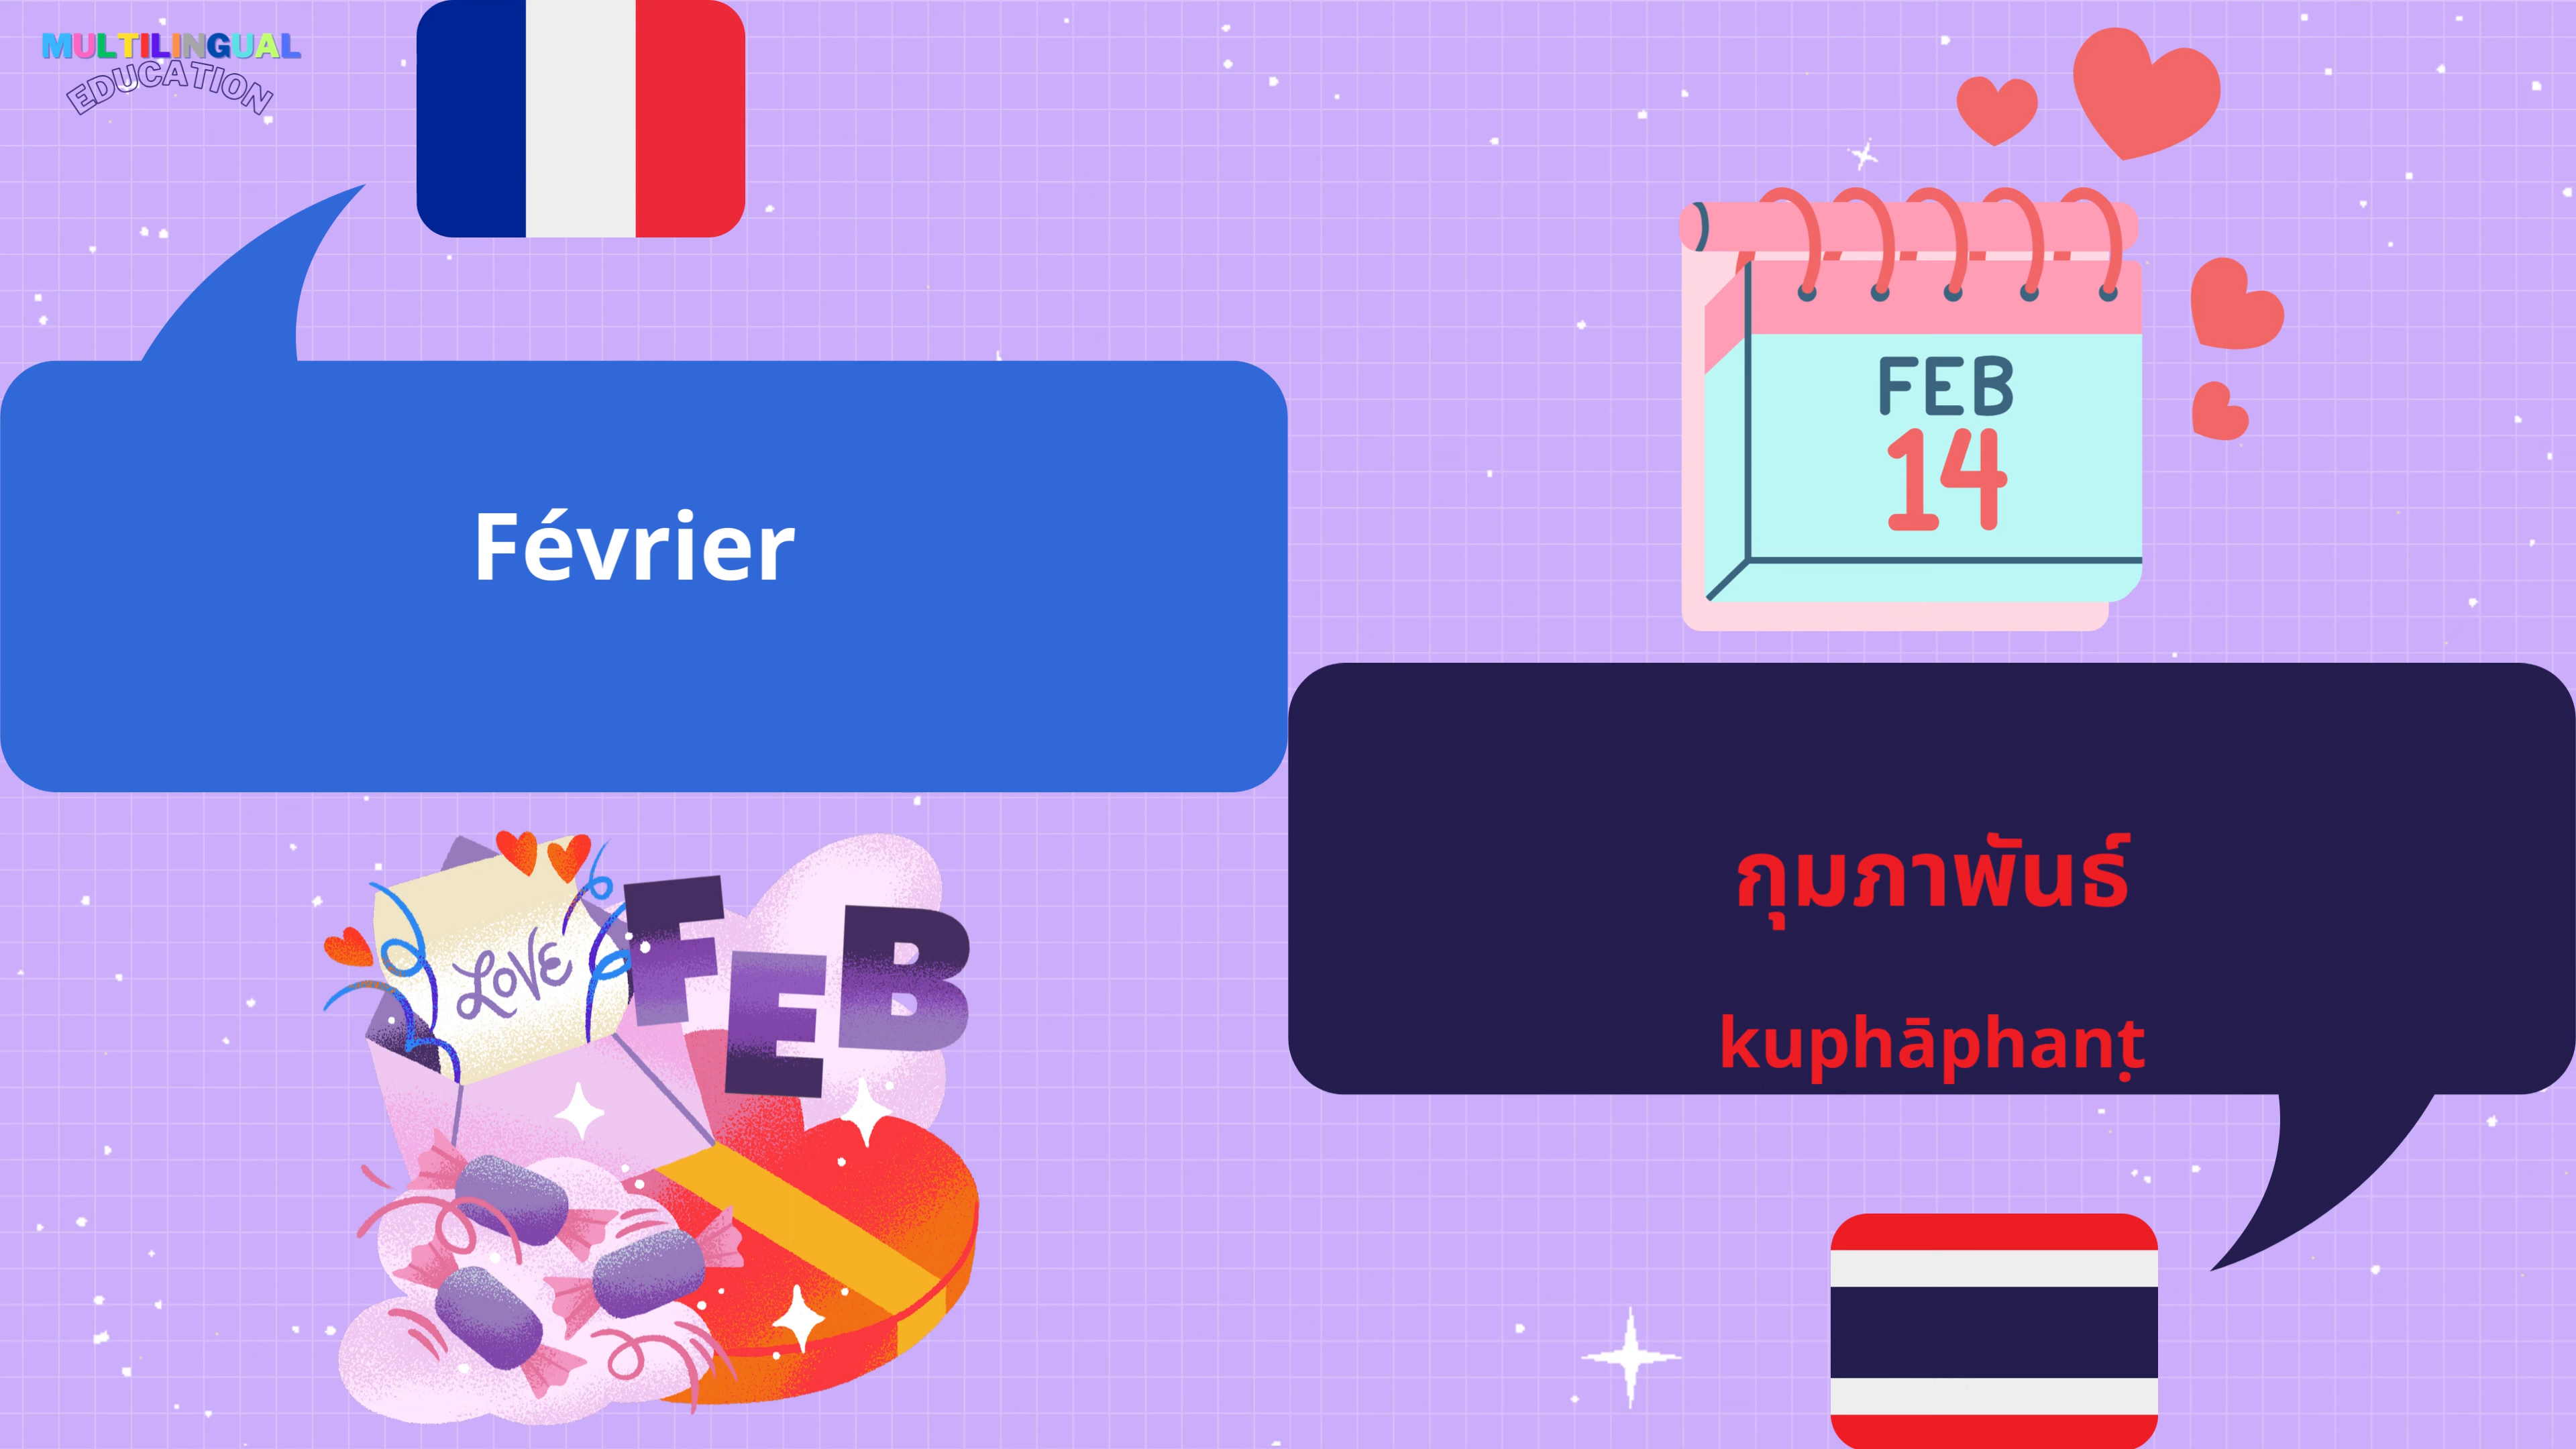 MULTILINGUAL
EDUCATION
Février
FEB
14
LOVE
FEB
กุมภาพันธ์
kuphāphanṭ